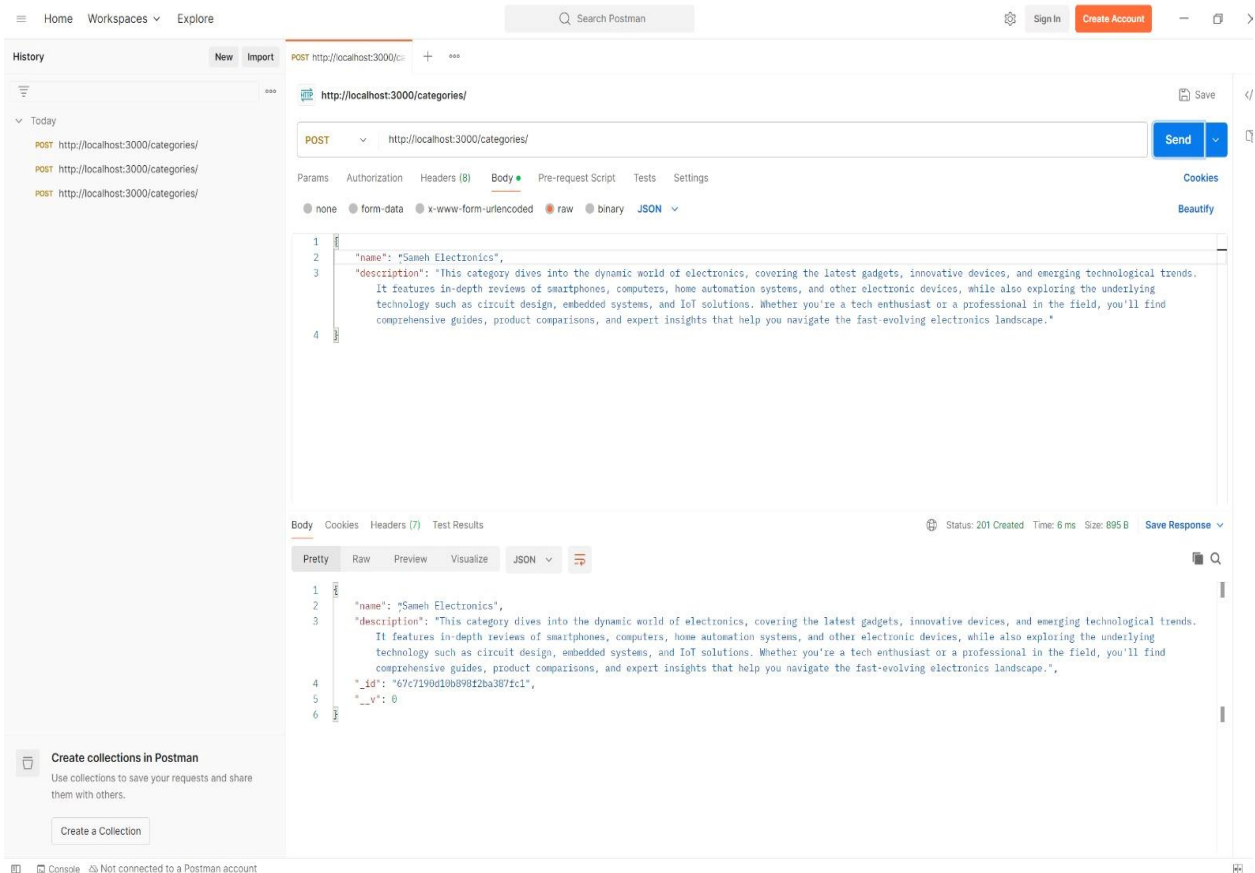 Home Workspaces Explore
Search Postman
Sign In
Create Account
History
New Import
POST http://localhost:3000/ca
Today
POST http://localhost:3000/categories/
POST http://localhost:3000/categories/
POST http://localhost:3000/categories/
HTTP http://localhost:3000/categories/
Save
POST http://localhost:3000/categories/
Send
Params Authorization Headers (8) Body Pre-request Script Tests Settings
Cookies
none form-data x-www-form-urlencoded raw binary JSON
Beautify
1 {
2 "name": "Sameh Electronics",
3 "description": "This category dives into the dynamic world of electronics, covering the latest gadgets, innovative devices, and emerging technological trends.
It features in-depth reviews of smartphones, computers, home automation systems, and other electronic devices, while also exploring the underlying
technology such as circuit design, embedded systems, and IoT solutions. Whether you're a tech enthusiast or a professional in the field, you'll find
comprehensive guides, product comparisons, and expert insights that help you navigate the fast-evolving electronics landscape."
4 }
Body Cookies Headers (7) Test Results
Status: 201 Created Time: 6 ms Size: 895 B Save Response
Pretty Raw Preview Visualize JSON
1 {
2 "name": "Sameh Electronics",
3 "description": "This category dives into the dynamic world of electronics, covering the latest gadgets, innovative devices, and emerging technological trends.
It features in-depth reviews of smartphones, computers, home automation systems, and other electronic devices, while also exploring the underlying
technology such as circuit design, embedded systems, and IoT solutions. Whether you're a tech enthusiast or a professional in the field, you'll find
comprehensive guides, product comparisons, and expert insights that help you navigate the fast-evolving electronics landscape.",
4 "_id": "67c7190d10b898f2ba387fc1",
5 "__v": 0
6 }
Create collections in Postman
Use collections to save your requests and share
them with others.
Create a Collection
Console Not connected to a Postman account